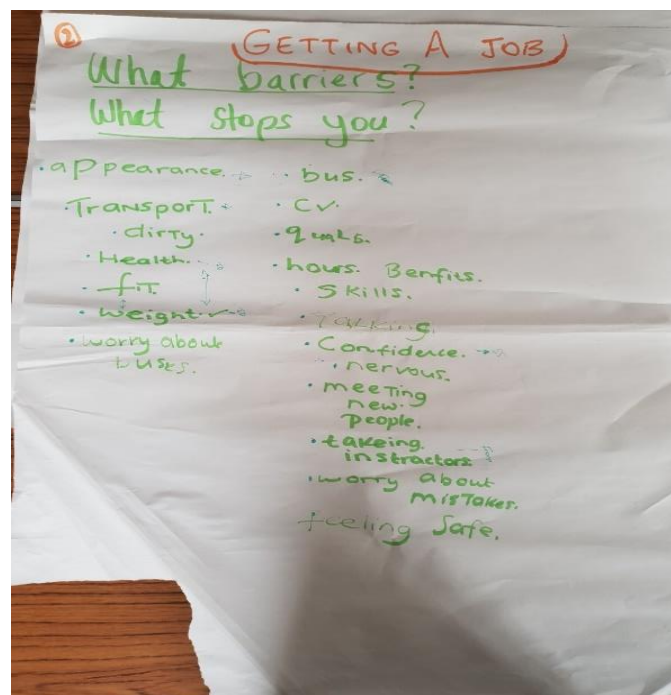 2
GETTING A JOB
What barriers?
What stops you?
• appearance.
• TransporT.
• dirty.
• Health.
• fiT.
• weight
• worry about
buses.
• bus.
• CV.
• quals.
• hours. Benfits.
• Skills.
• Talking.
• Confidence.
• nervous.
• meeTing
new.
People.
• takeing
instractors
• worry about
misTakes.
feeling Safe.